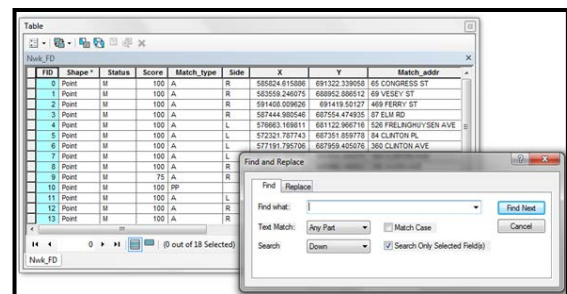 Table
Nwk_FD
FID Shape * Status Score Match_type Side X Y Match_addr
0 Point M 100 A R 585824.615886 691322.339058 65 CONGRESS ST
1 Point M 100 A R 583559.246075 688952.886512 69 VESEY ST
2 Point M 100 A R 591408.009626 691419.50127 469 FERRY ST
3 Point M 100 A R 587444.980546 687554.474935 87 ELM RD
4 Point M 100 A L 576663.169811 681122.966716 526 FRELINGHUYSEN AVE
5 Point M 100 A L 572321.787743 687351.859778 84 CLINTON PL
6 Point M 100 A L 577191.795706 687959.405076 360 CLINTON AVE
7 Point M 100 A L
8 Point M 100 A R
9 Point M 75 A R
10 Point M 100 PP
11 Point M 100 A L
12 Point M 100 A R
13 Point M 100 A R
0 (0 out of 18 Selected)
Nwk_FD
Find and Replace
Find Replace
Find what: Find Next
Text Match: Any Part Match Case Cancel
Search Down Search Only Selected Field(s)